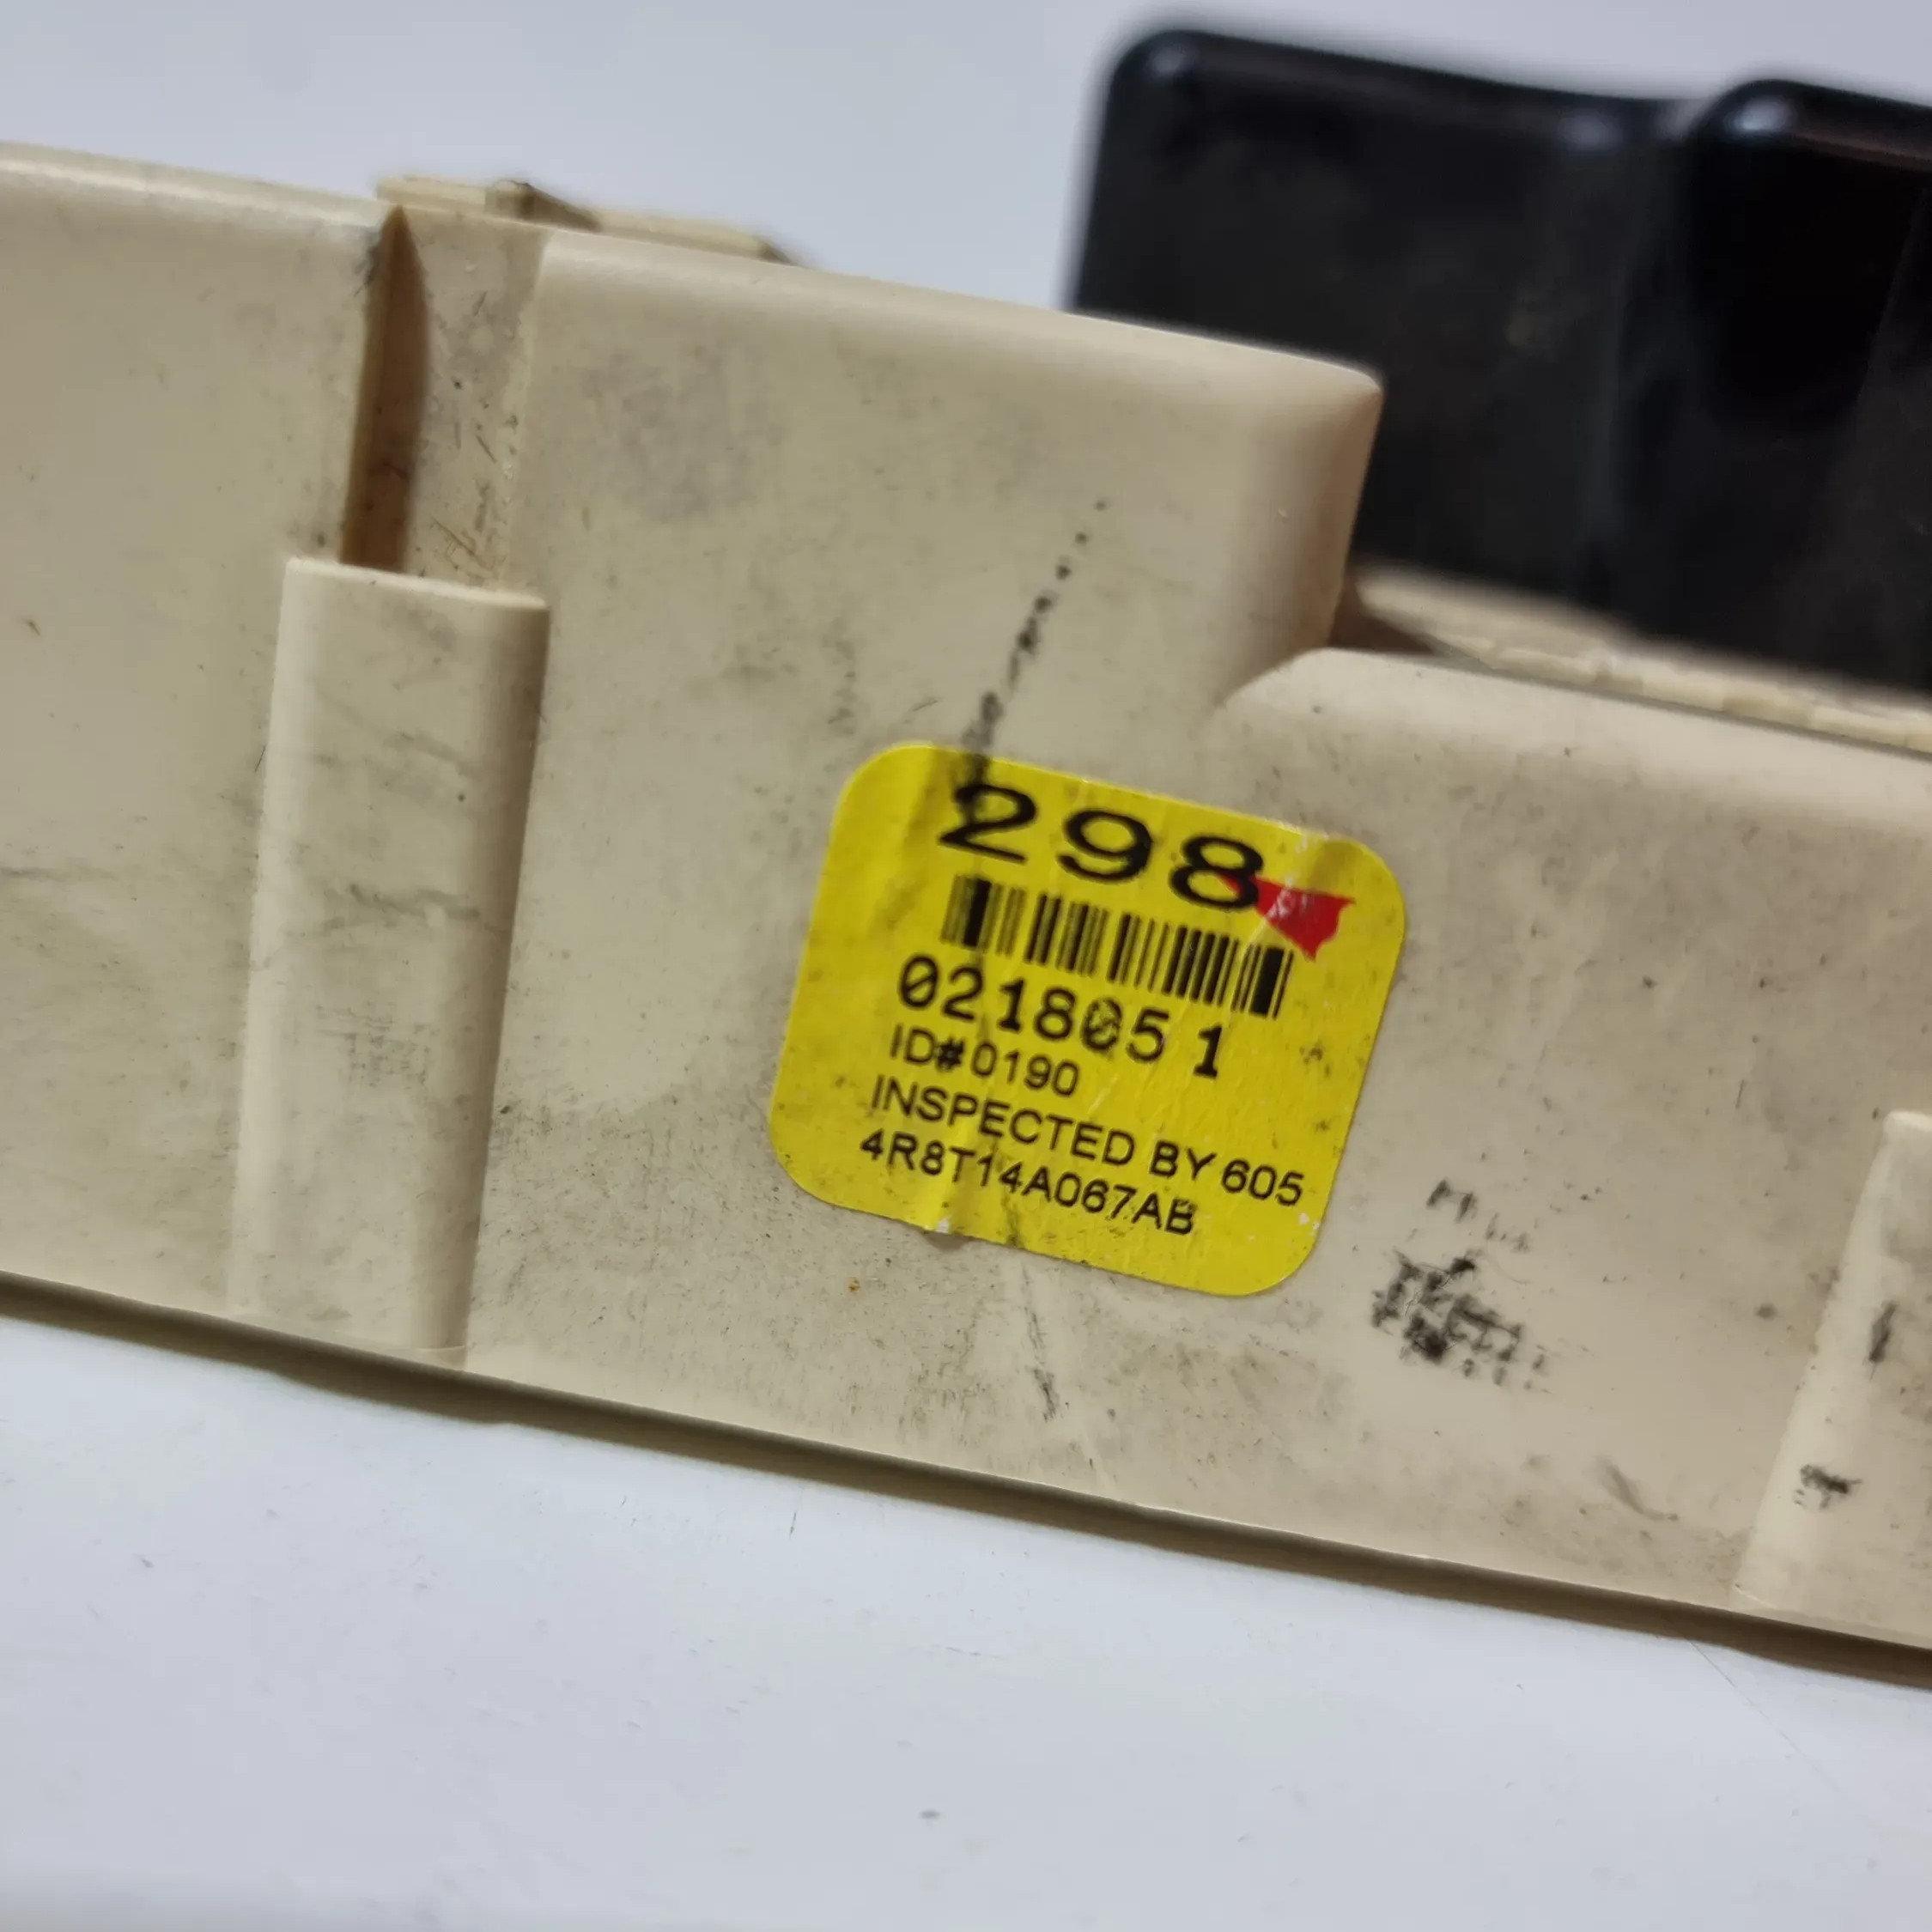 298
0218051
ID#0190
INSPECTED BY 605
4R8T14A067AB